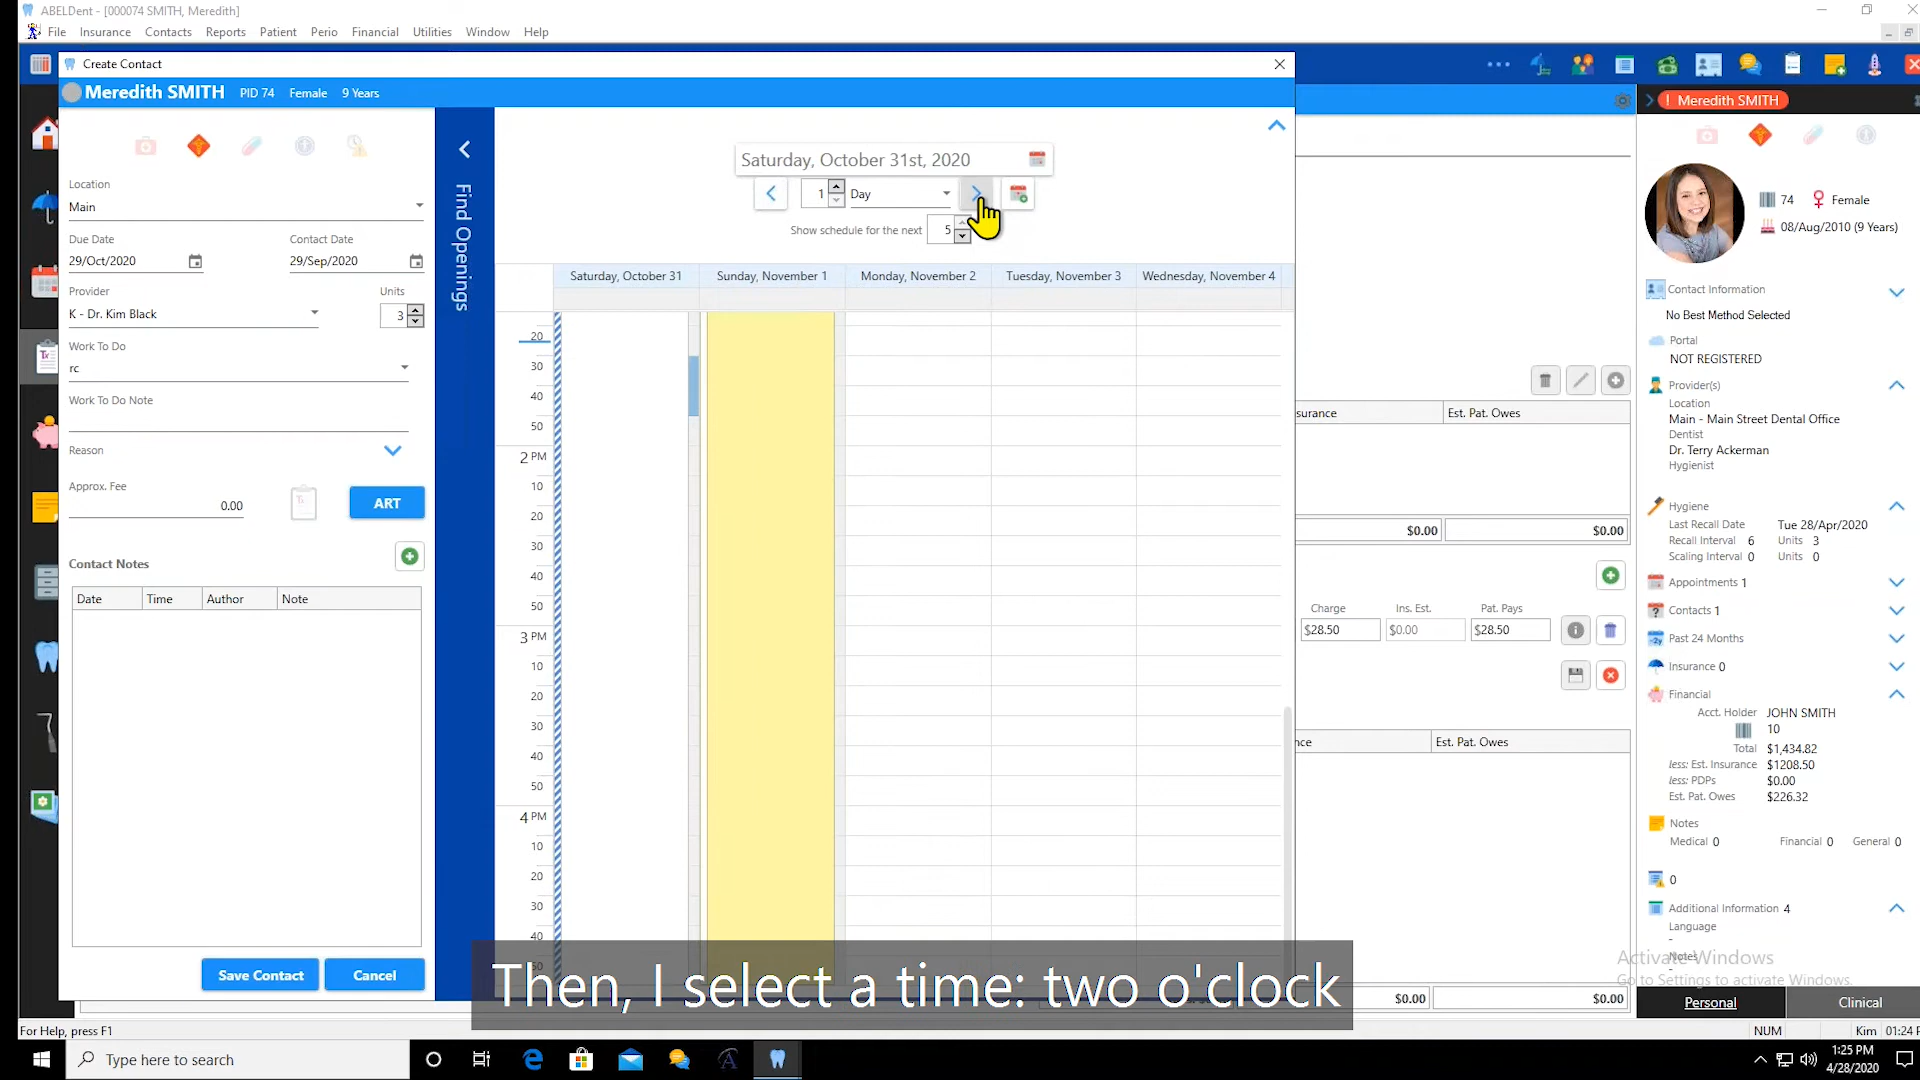 ABELDent - [000074 SMITH, Meredith]
File Insurance Contacts Reports Patient Perio Financial Utilities Window Help
Create Contact
Meredith SMITH PID 74 Female 9 Years
Location
Main
Due Date Contact Date
29/Oct/2020 29/Sep/2020
Provider Units
K - Dr. Kim Black 3
Work To Do
rc
Work To Do Note
Reason
Approx. Fee
0.00 ART
Contact Notes
Date Time Author Note
Save Contact Cancel
Find Openings
Saturday, October 31st, 2020
1 Day
Show schedule for the next 5
Saturday, October 31 Sunday, November 1 Monday, November 2 Tuesday, November 3 Wednesday, November 4
20
30
40
50
2 PM
10
20
30
40
50
3 PM
10
20
30
40
50
4 PM
10
20
30
40
50
Then, I select a time: two o'clock
surance Est. Pat. Owes
$0.00 $0.00
Charge Ins. Est. Pat. Pays
$28.50 $0.00 $28.50
nce Est. Pat. Owes
$0.00 $0.00
! Meredith SMITH
74 Female
08/Aug/2010 (9 Years)
Contact Information
No Best Method Selected
Portal
NOT REGISTERED
Provider(s)
Location
Main - Main Street Dental Office
Dentist
Dr. Terry Ackerman
Hygienist
Hygiene
Last Recall Date Tue 28/Apr/2020
Recall Interval 6 Units 3
Scaling Interval 0 Units 0
Appointments 1
Contacts 1
Past 24 Months
Insurance 0
Financial
Acct. Holder JOHN SMITH
10
Total $1,434.82
less: Est. Insurance $1208.50
less: PDPs $0.00
Est. Pat. Owes $226.32
Notes
Medical 0 Financial 0 General 0
0
Additional Information 4
Language
-
Notes
-
Activate Windows
Go to Settings to activate Windows.
Personal Clinical
For Help, press F1 NUM Kim 01:24 P
Type here to search
1:25 PM
4/28/2020